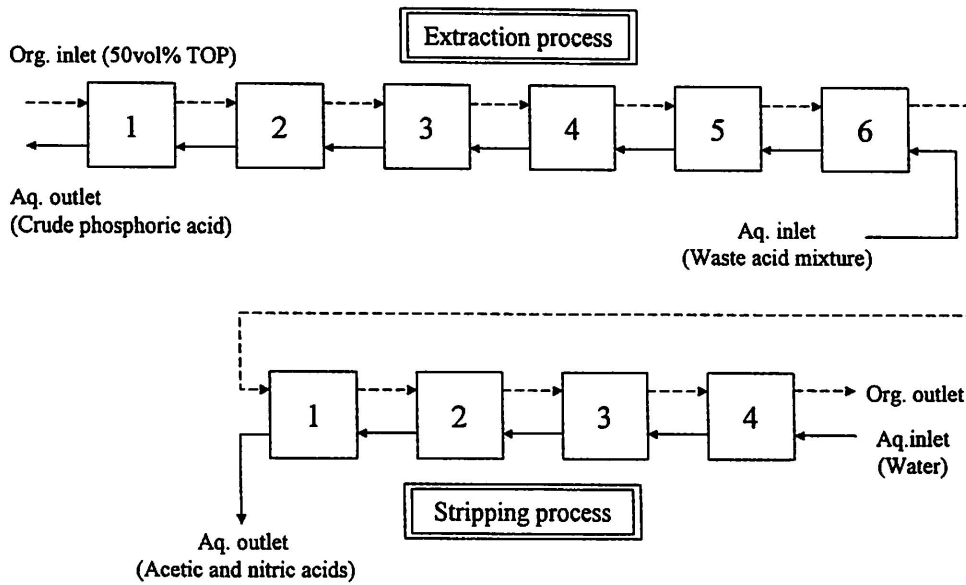 Extraction process
Org. inlet (50vol% TOP)
1
2
3
4
5
6
Aq. outlet
(Crude phosphoric acid)
Aq. inlet
(Waste acid mixture)
1
2
3
4
Org. outlet
Aq.inlet
(Water)
Stripping process
Aq. outlet
(Acetic and nitric acids)